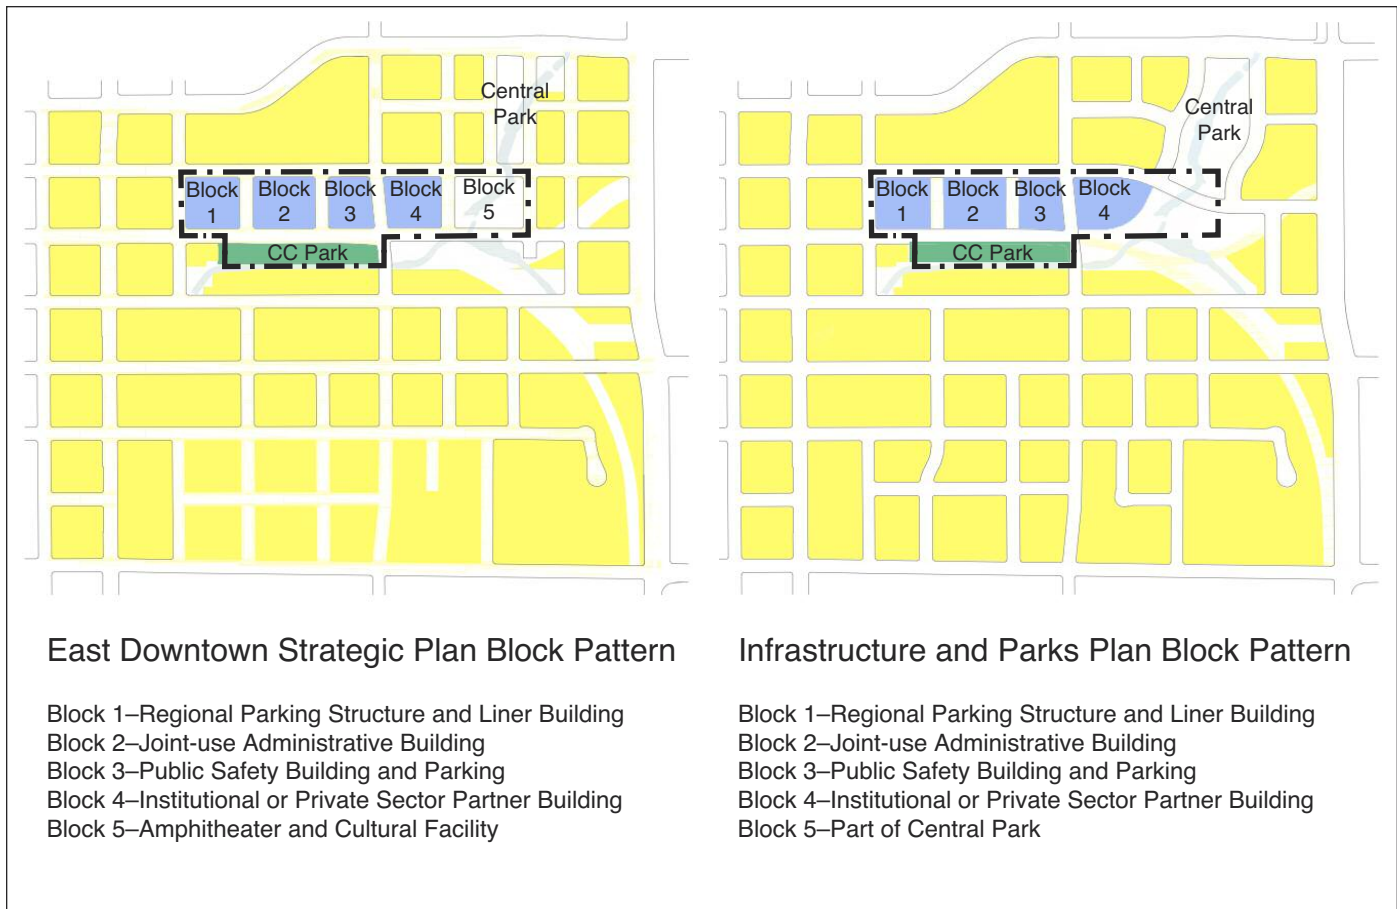 Central
Park
Block
1
Block
2
Block
3
Block
4
Block
5
CC Park
Central
Park
Block
1
Block
2
Block
3
Block
4
CC Park
East Downtown Strategic Plan Block Pattern
Block 1–Regional Parking Structure and Liner Building
Block 2–Joint-use Administrative Building
Block 3–Public Safety Building and Parking
Block 4–Institutional or Private Sector Partner Building
Block 5–Amphitheater and Cultural Facility
Infrastructure and Parks Plan Block Pattern
Block 1–Regional Parking Structure and Liner Building
Block 2–Joint-use Administrative Building
Block 3–Public Safety Building and Parking
Block 4–Institutional or Private Sector Partner Building
Block 5–Part of Central Park